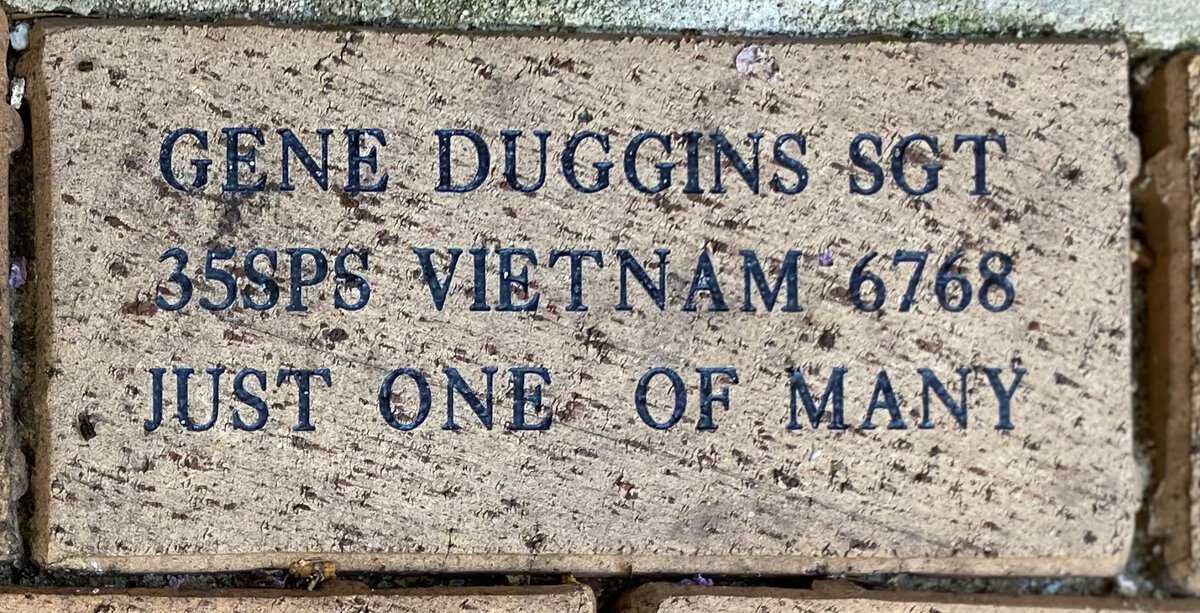 GENE DUGGINS SGT
35SPS VIETNAM 6768
JUST ONE OF MANY